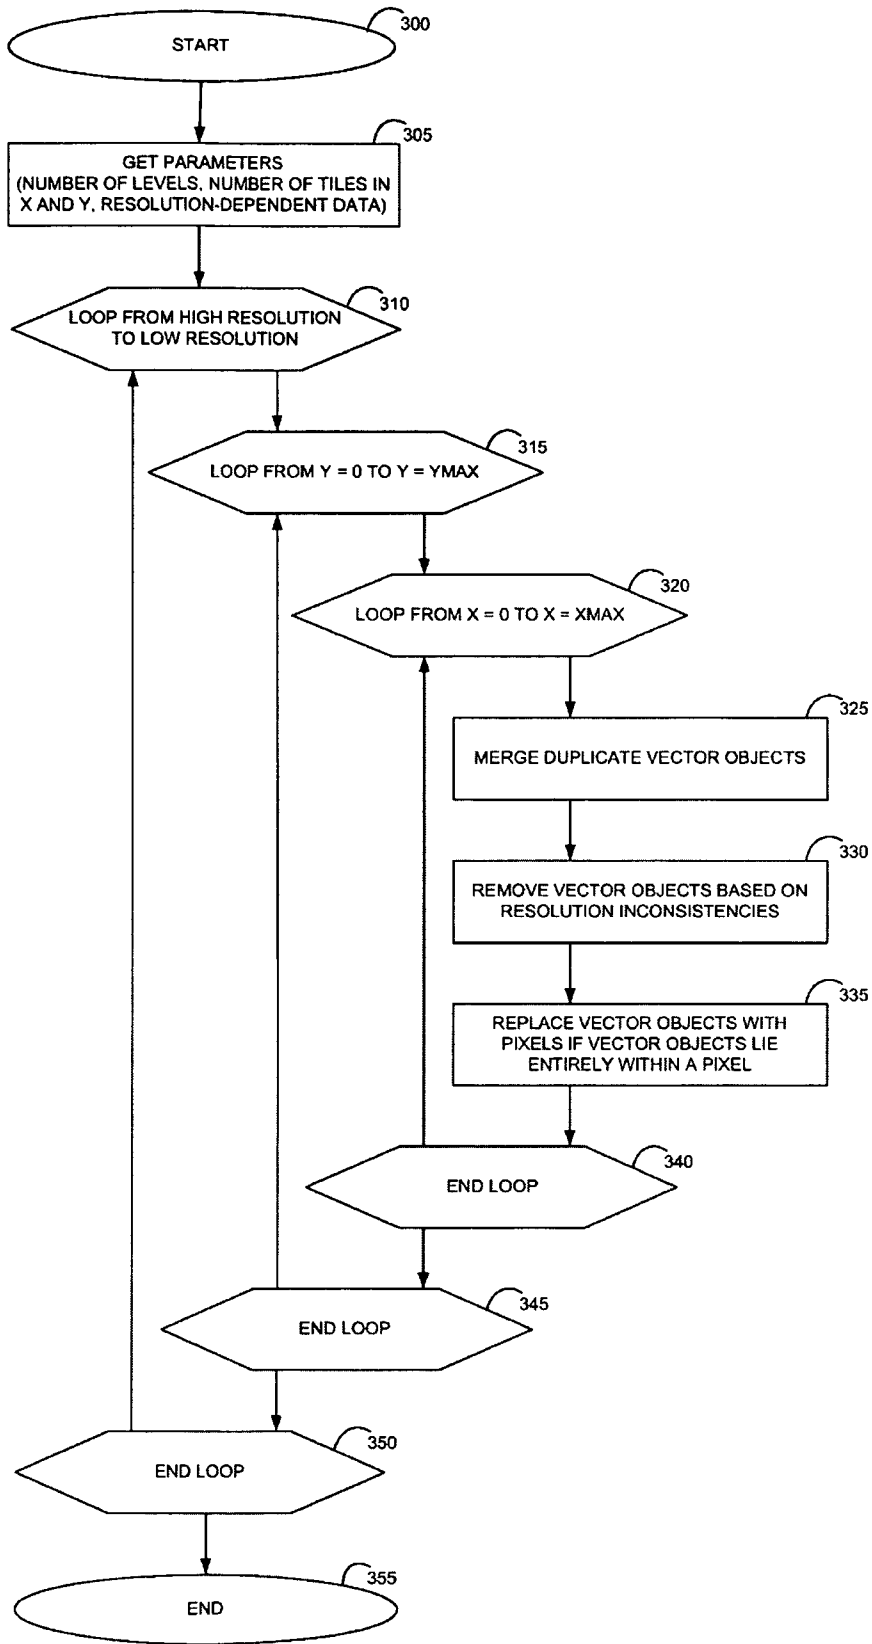 300
START
305
GET PARAMETERS
(NUMBER OF LEVELS, NUMBER OF TILES IN
X AND Y, RESOLUTION-DEPENDENT DATA)
310
LOOP FROM HIGH RESOLUTION
TO LOW RESOLUTION
315
LOOP FROM Y = 0 TO Y = YMAX
320
LOOP FROM X = 0 TO X = XMAX
325
MERGE DUPLICATE VECTOR OBJECTS
330
REMOVE VECTOR OBJECTS BASED ON
RESOLUTION INCONSISTENCIES
335
REPLACE VECTOR OBJECTS WITH
PIXELS IF VECTOR OBJECTS LIE
ENTIRELY WITHIN A PIXEL
340
END LOOP
345
END LOOP
350
END LOOP
355
END